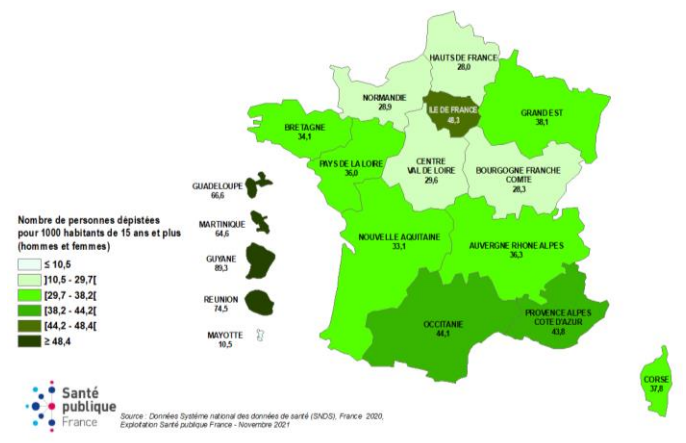 HAUTS DE FRANCE
28,0
NORMANDIE
28,9
ILE DE FRANCE
48,3
GRAND EST
38,1
BRETAGNE
34,1
PAYS DE LA LOIRE
36,0
CENTRE
VAL DE LOIRE
29,6
BOURGOGNE FRANCHE
COMTE
28,3
GUADELOUPE
66,6
MARTINIQUE
64,6
GUYANE
89,3
REUNION
74,5
MAYOTTE
10,5
NOUVELLE AQUITAINE
33,1
AUVERGNE RHONE ALPES
36,3
OCCITANIE
44,1
PROVENCE ALPES
COTE D'AZUR
43,8
CORSE
37,8
Nombre de personnes dépistées
pour 1000 habitants de 15 ans et plus
(hommes et femmes)
≤ 10,5
]10,5 - 29,7[
[29,7 - 38,2[
[38,2 - 44,2[
[44,2 - 48,4[
≥ 48,4
Santé
publique
France
Source : Données Système national des données de santé (SNDS), France 2020,
Exploitation Santé publique France - Novembre 2021